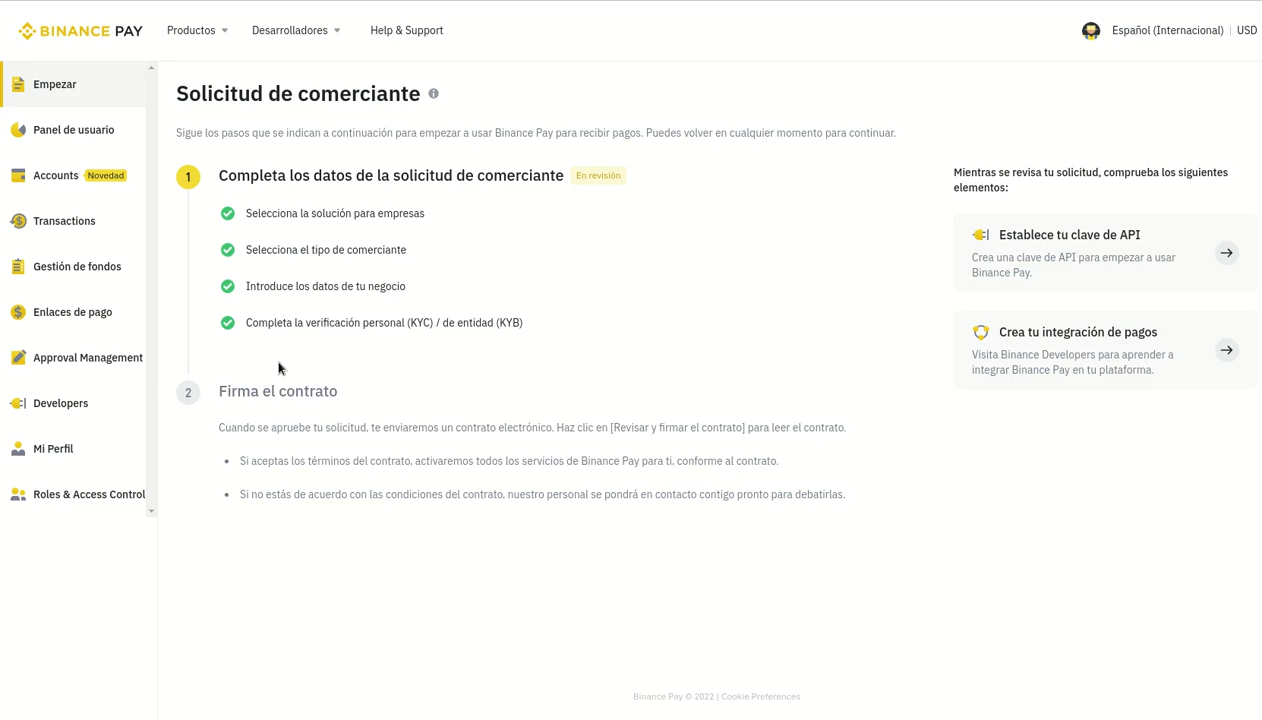 BINANCE PAY
Productos
Desarrolladores
Help & Support
Español (Internacional) | USD
Empezar
Panel de usuario
Accounts Novedad
Transactions
Gestión de fondos
Enlaces de pago
Approval Management
Developers
Mi Perfil
Roles & Access Control
Solicitud de comerciante
Sigue los pasos que se indican a continuación para empezar a usar Binance Pay para recibir pagos. Puedes volver en cualquier momento para continuar.
1 Completa los datos de la solicitud de comerciante En revisión
Selecciona la solución para empresas
Selecciona el tipo de comerciante
Introduce los datos de tu negocio
Completa la verificación personal (KYC) / de entidad (KYB)
2 Firma el contrato
Cuando se apruebe tu solicitud, te enviaremos un contrato electrónico. Haz clic en [Revisar y firmar el contrato] para leer el contrato.
• Si aceptas los términos del contrato, activaremos todos los servicios de Binance Pay para ti, conforme al contrato.
• Si no estás de acuerdo con las condiciones del contrato, nuestro personal se pondrá en contacto contigo pronto para debatirlas.
Mientras se revisa tu solicitud, comprueba los siguientes
elementos:
Establece tu clave de API
Crea una clave de API para empezar a usar
Binance Pay.
Crea tu integración de pagos
Visita Binance Developers para aprender a
integrar Binance Pay en tu plataforma.
Binance Pay © 2022 | Cookie Preferences